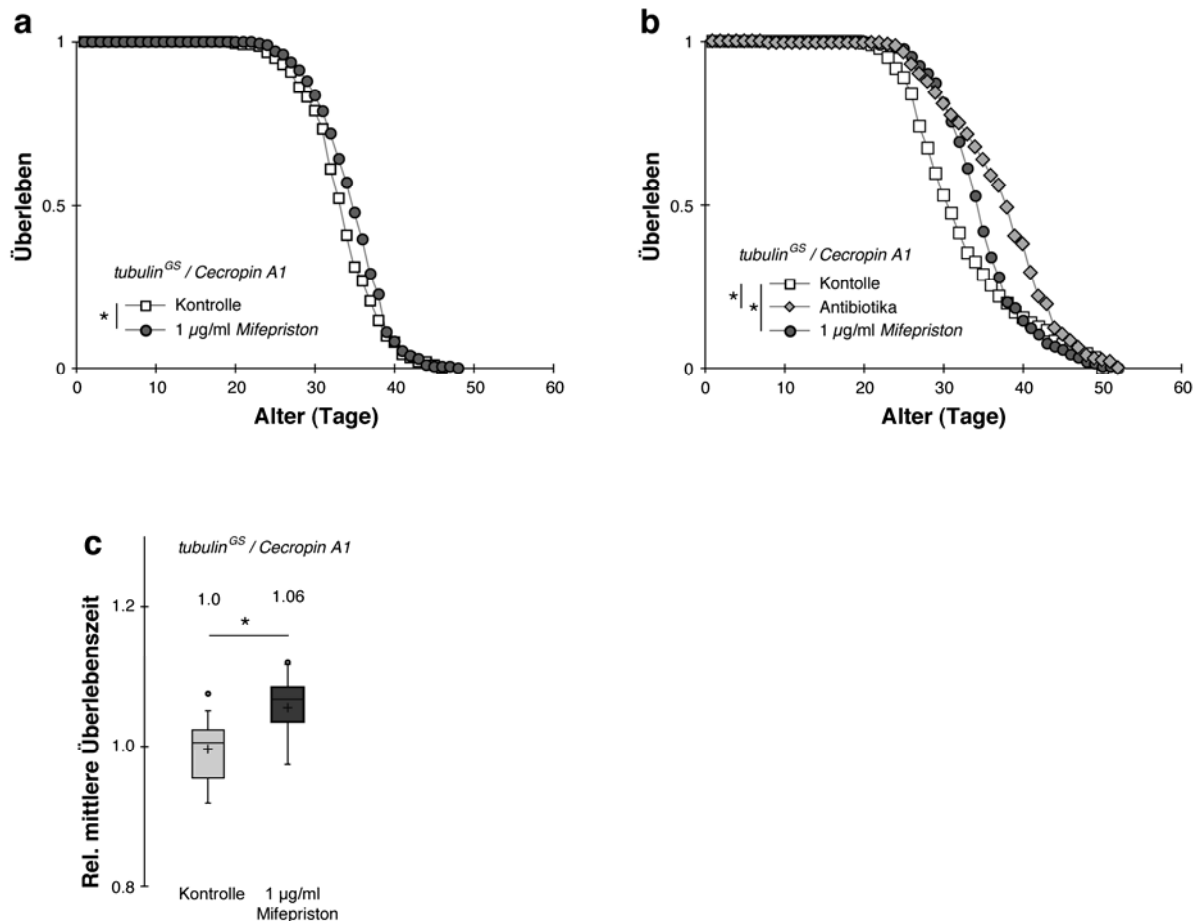 a
Überleben
1
0.5
0
tubulin^GS / Cecropin A1
* Kontrolle
1 µg/ml Mifepriston
0 10 20 30 40 50 60
Alter (Tage)
b
Überleben
1
0.5
0
tubulin^GS / Cecropin A1
Kontolle
* * Antibiotika
1 µg/ml Mifepriston
0 10 20 30 40 50 60
Alter (Tage)
c
tubulin^GS / Cecropin A1
Rel. mittlere Überlebenszeit
1.2
1.0
0.8
1.0 1.06
*
Kontrolle
1 µg/ml
Mifepriston